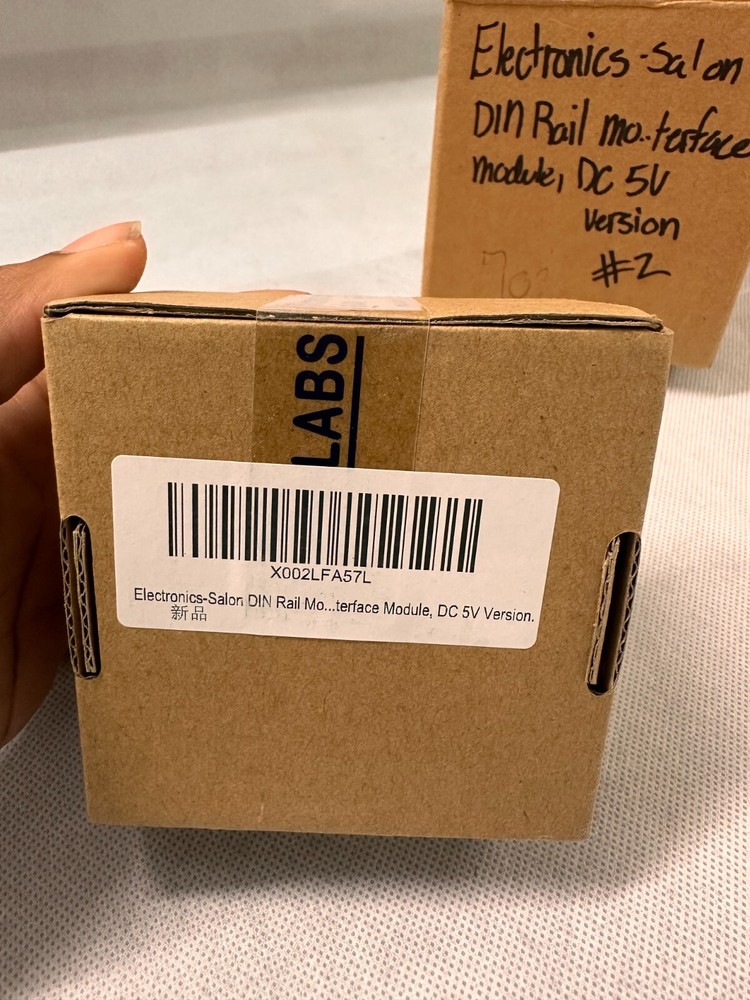 Electronics-Salon
DIN Rail mo..terface
module, DC 5V
version
#2
LABS
X002LFA57L
Electronics-Salon DIN Rail Mo...terface Module, DC 5V Version.
新品